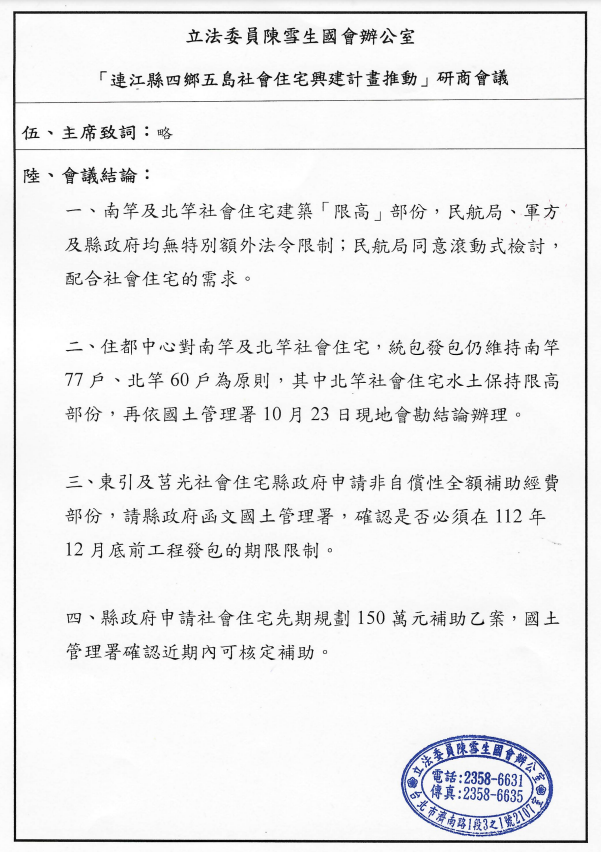 立法委員陳雪生國會辦公室
「連江縣四鄉五島社會住宅興建計畫推動」研商會議
伍、主席致詞：略
陸、會議結論：
一、南竿及北竿社會住宅建築「限高」部份，民航局、軍方
及縣政府均無特別額外法令限制；民航局同意滾動式檢討，
配合社會住宅的需求。
二、住都中心對南竿及北竿社會住宅，統包發包仍維持南竿
77戶、北竿60戶為原則，其中北竿社會住宅水土保持限高
部份，再依國土管理署10月23日現地會勘結論辦理。
三、東引及莒光社會住宅縣政府申請非自償性全額補助經費
部份，請縣政府函文國土管理署，確認是否必須在112年
12月底前工程發包的期限限制。
四、縣政府申請社會住宅先期規劃150萬元補助乙案，國土
管理署確認近期內可核定補助。
立法委員陳雪生國會辦公室
電話:2358-6631
傳真:2358-6635
台北市濟南路1段3之1號2107室